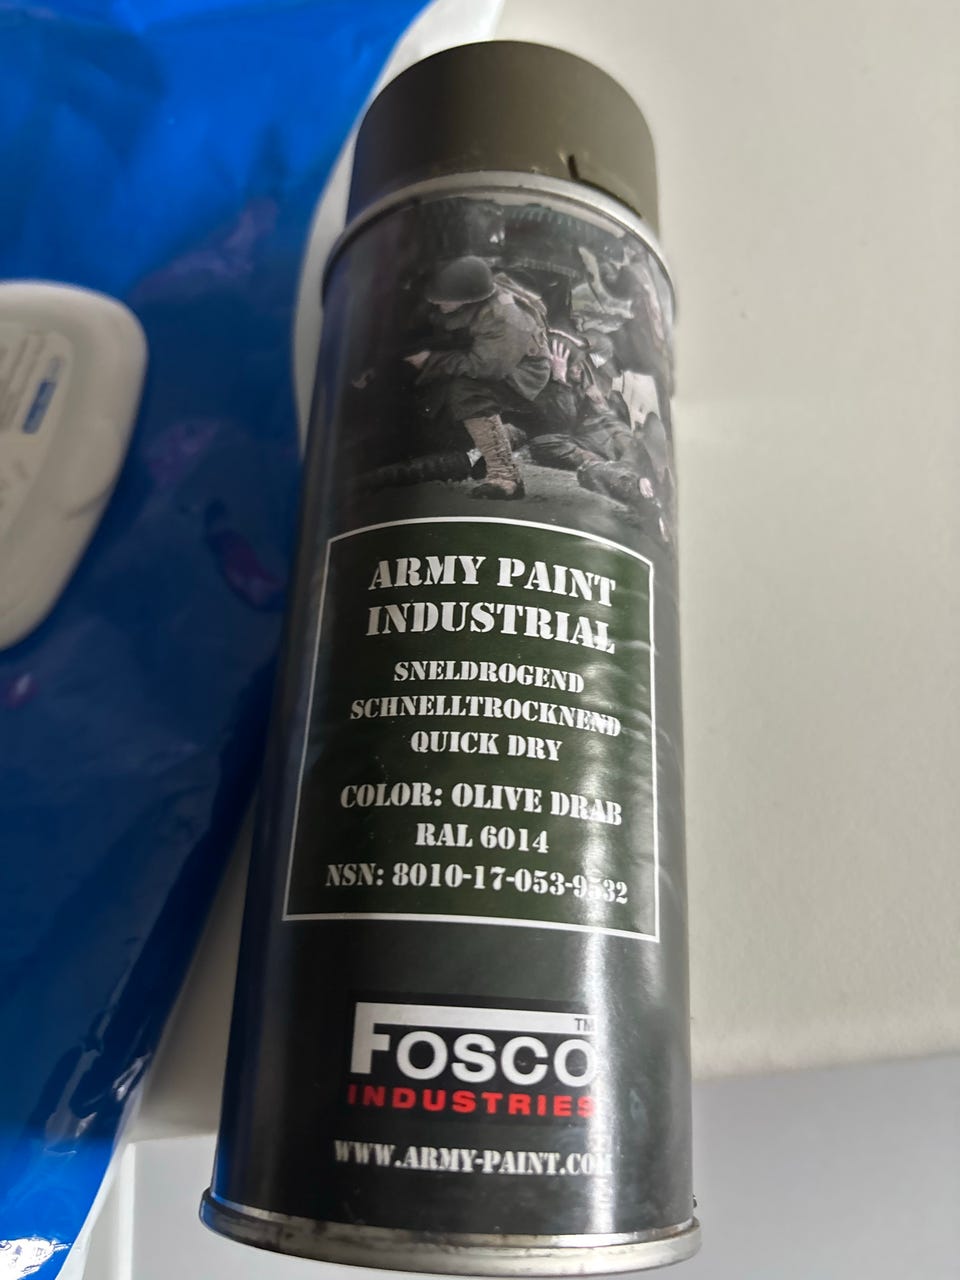 ARMY PAINT
INDUSTRIAL
SNELDROGEND
SCHNELLTROCKNEND
QUICK DRY
COLOR: OLIVE DRAB
RAL 6014
NSN: 8010-17-053-9532
FOSCO™
INDUSTRIES
WWW.ARMY-PAINT.COM